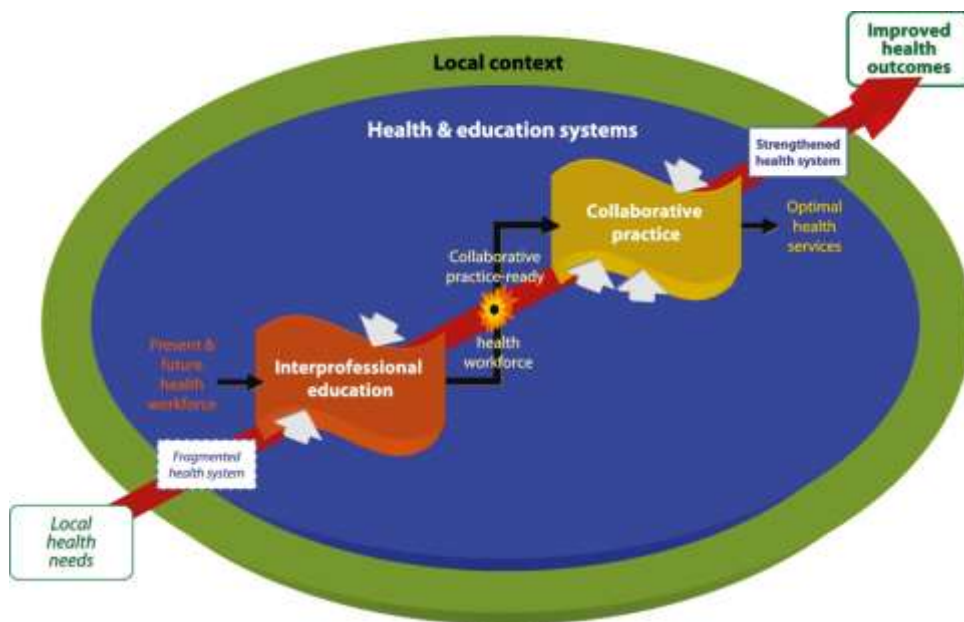 Improved
health
outcomes
Local context
Health & education systems
Strengthened
health system
Collaborative
practice
Optimal
health
services
Collaborative
practice-ready
health
workforce
Present &
future
health
workforce
Interprofessional
education
Fragmented
health system
Local
health
needs